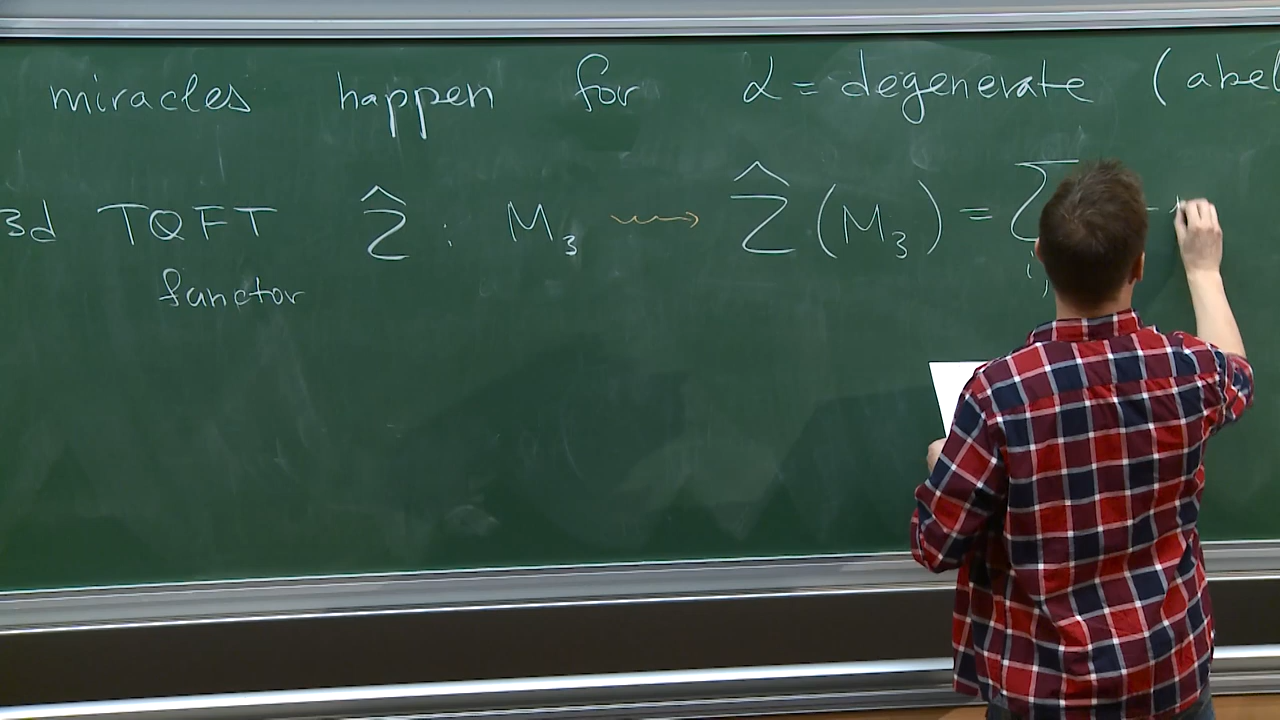 miracles happen for α = degenerate (abel
3d TQFT Ẑ : M₃ ⇝ Ẑ(M₃) = Σ
functor